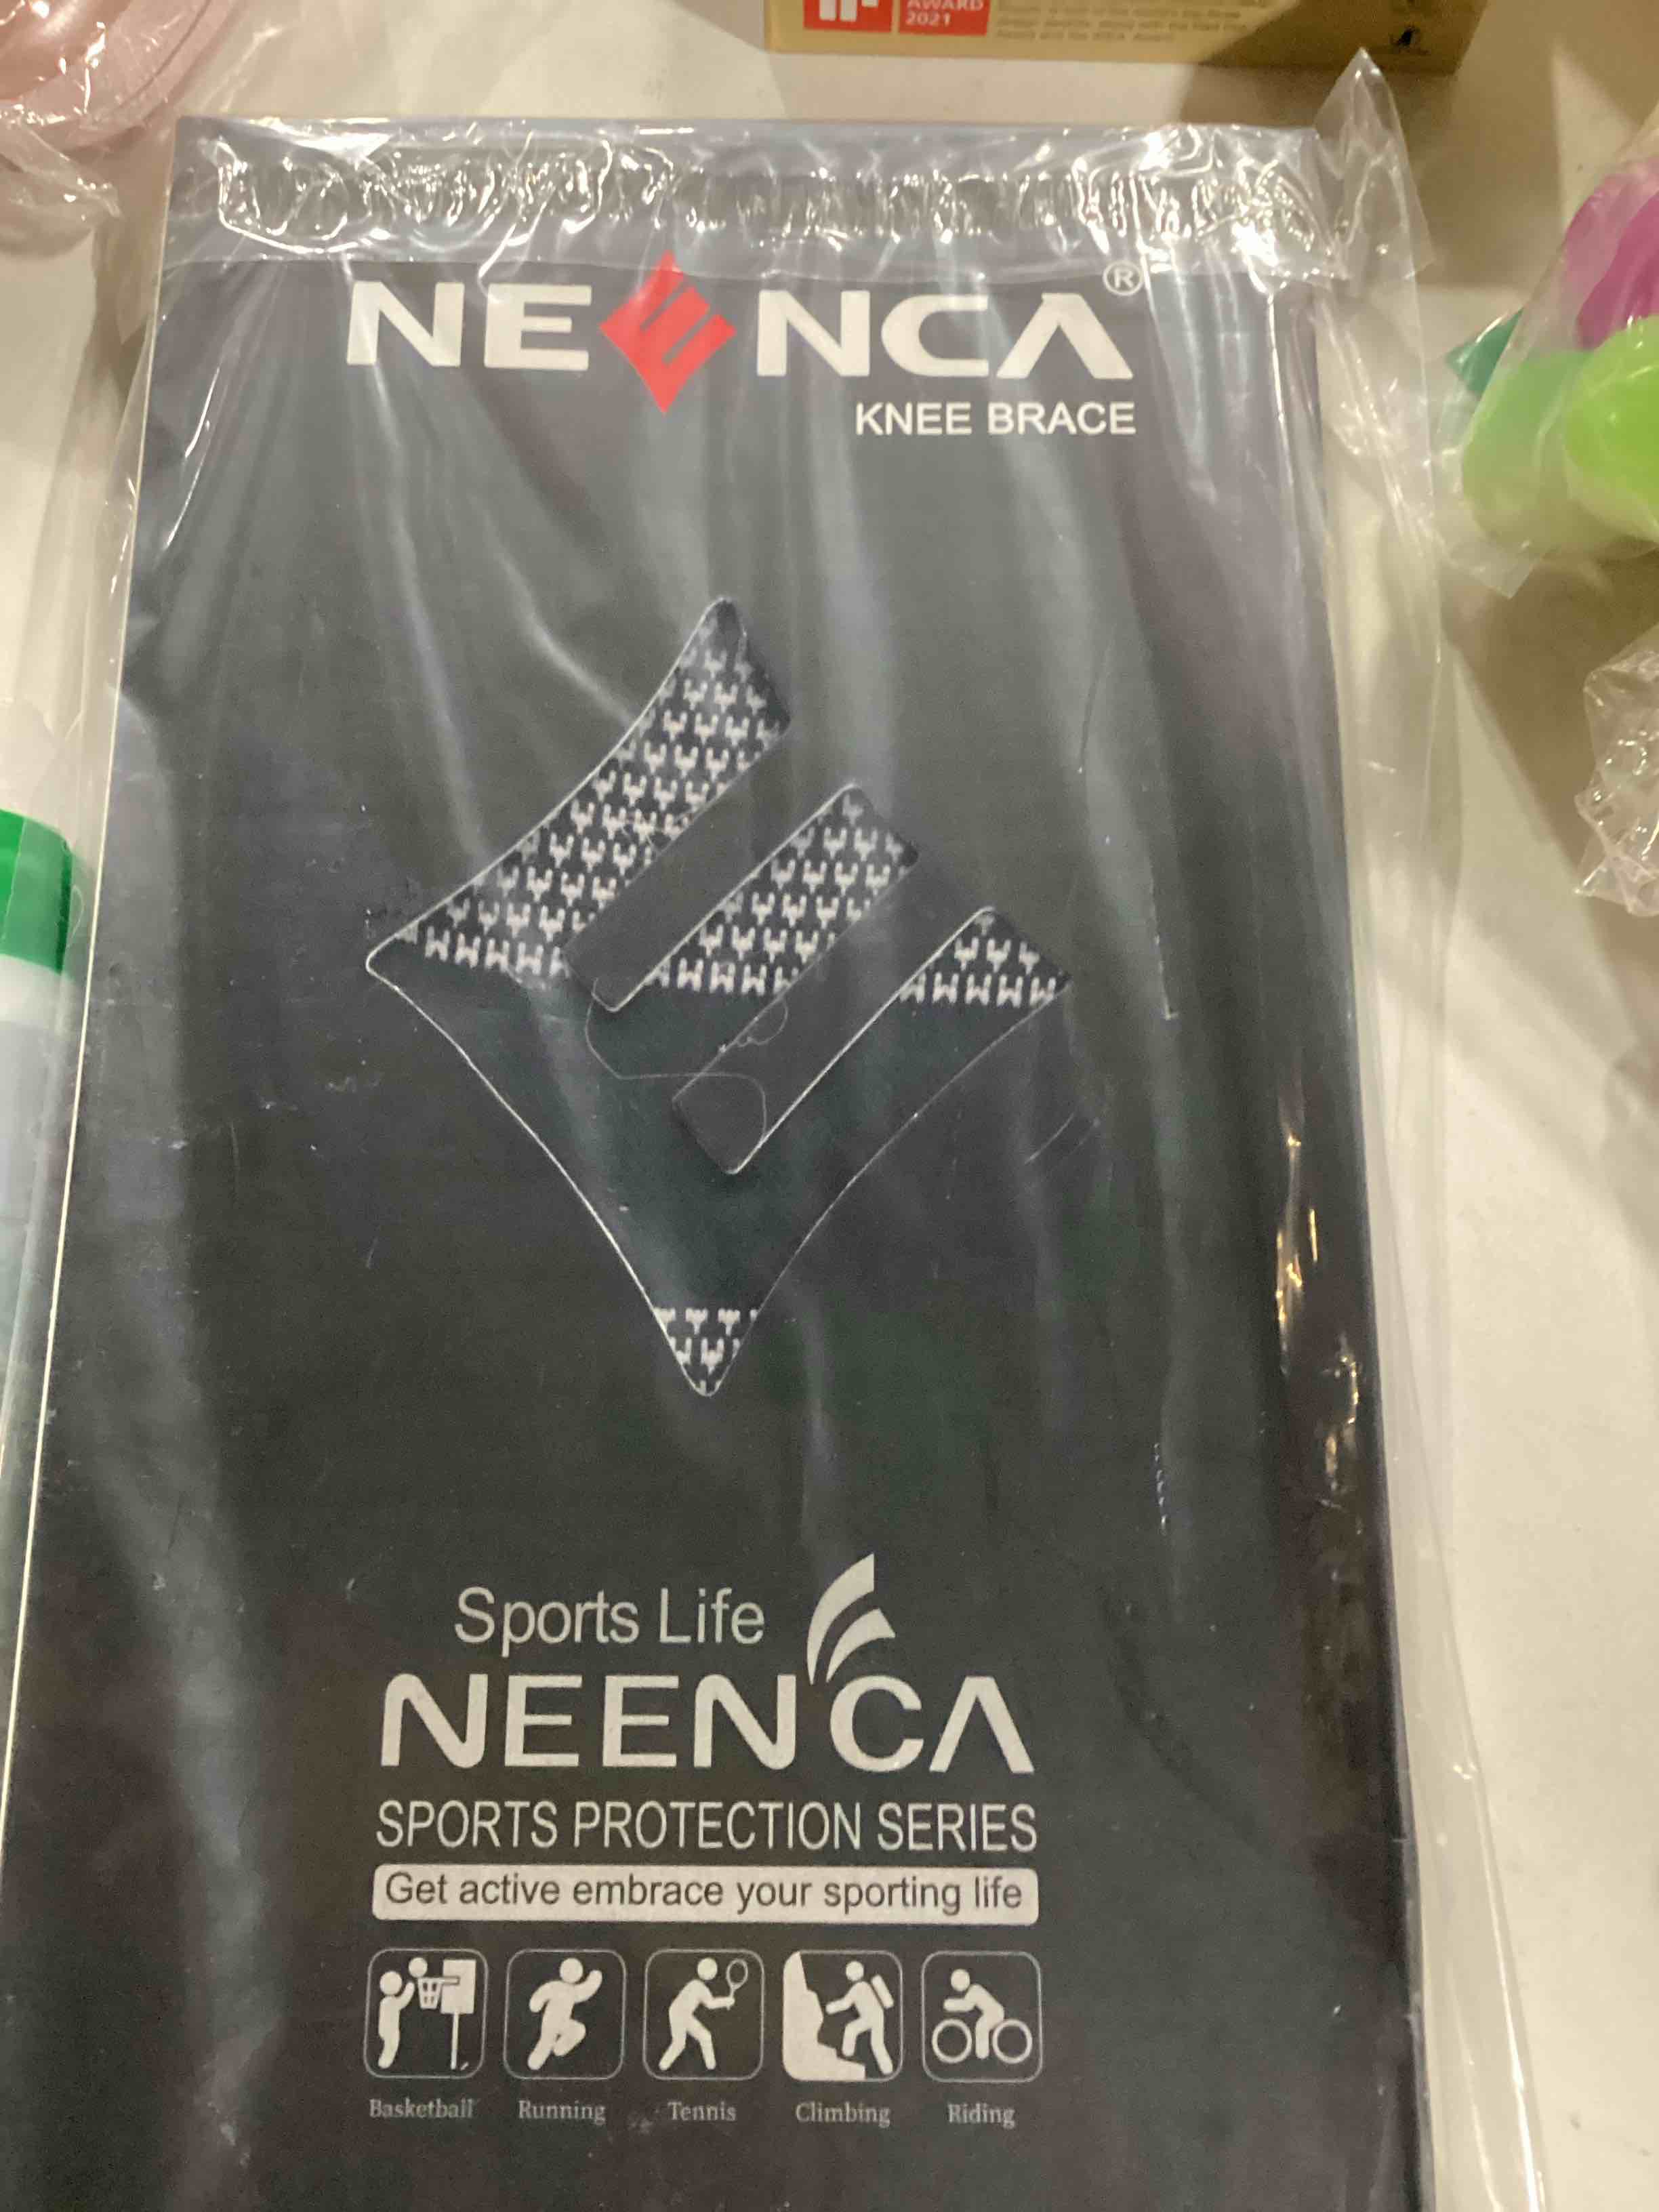 AWARD
2021
NEENCA®
KNEE BRACE
Sports Life
NEENCA
SPORTS PROTECTION SERIES
Get active embrace your sporting life
Basketball Running Tennis Climbing Riding